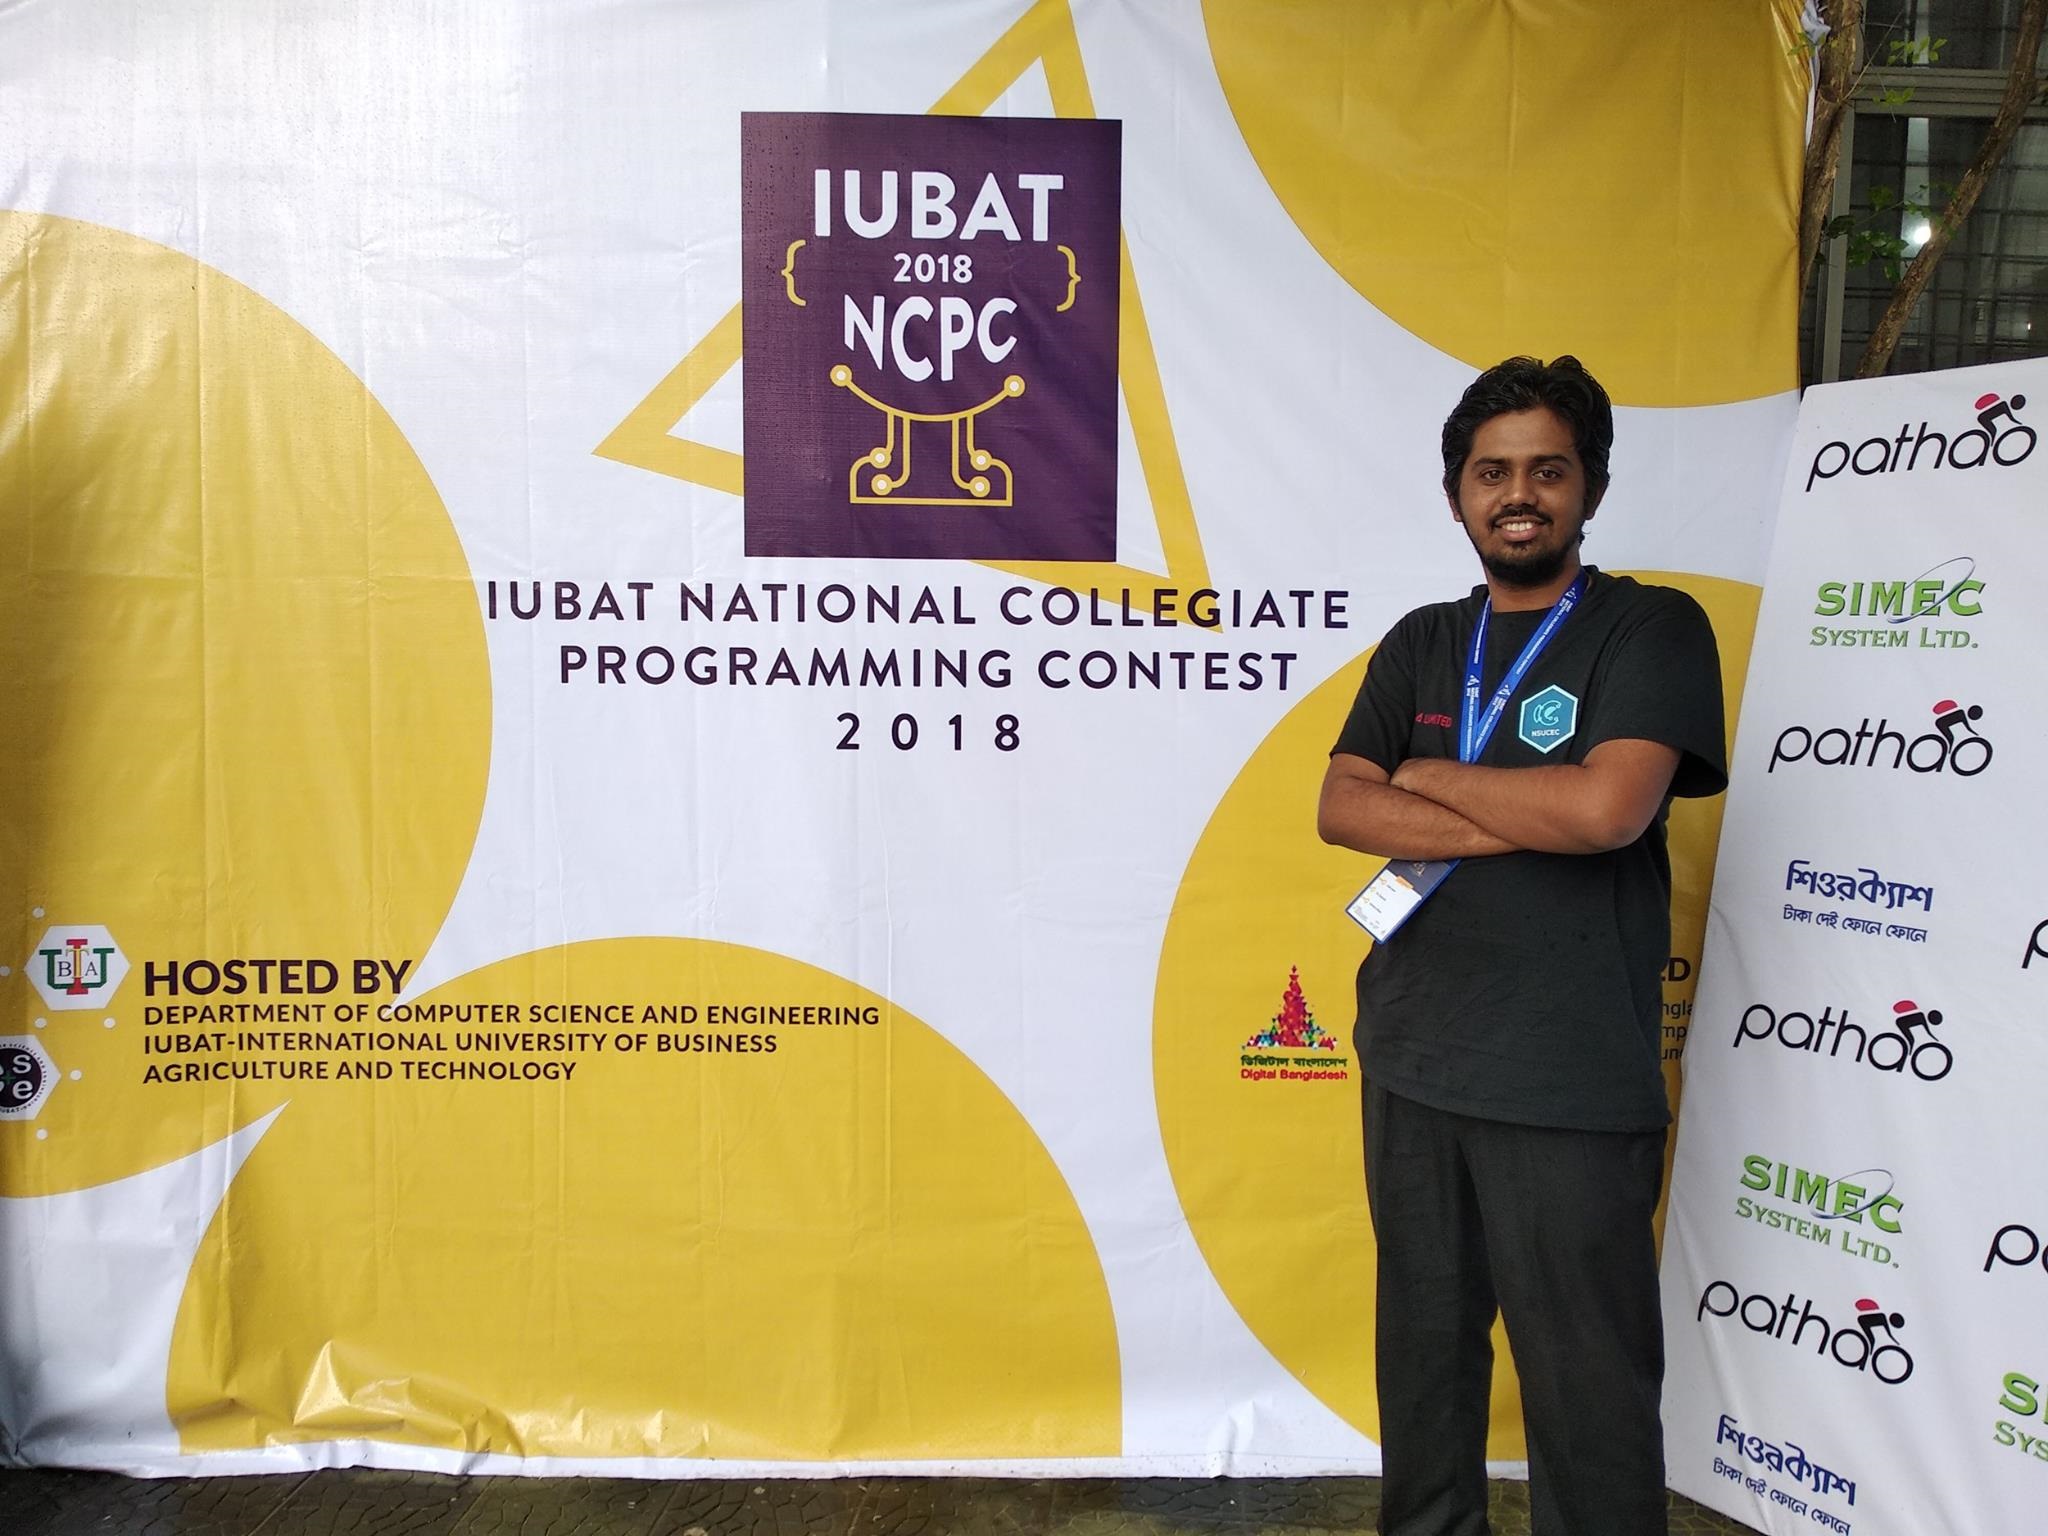 IUBAT
{ 2018 }
NCPC
IUBAT NATIONAL COLLEGIATE
PROGRAMMING CONTEST
2018
HOSTED BY
DEPARTMENT OF COMPUTER SCIENCE AND ENGINEERING
IUBAT-INTERNATIONAL UNIVERSITY OF BUSINESS
AGRICULTURE AND TECHNOLOGY
ডিজিটাল বাংলাদেশ
Digital Bangladesh
NSUCEC
pathao
SIMEC
SYSTEM LTD.
pathao
শিওরক্যাশ
টাকা দেই ফোনে ফোনে
pathao
SIMEC
SYSTEM LTD.
pathao
শিওরক্যাশ
টাকা দেই ফোনে ফোনে